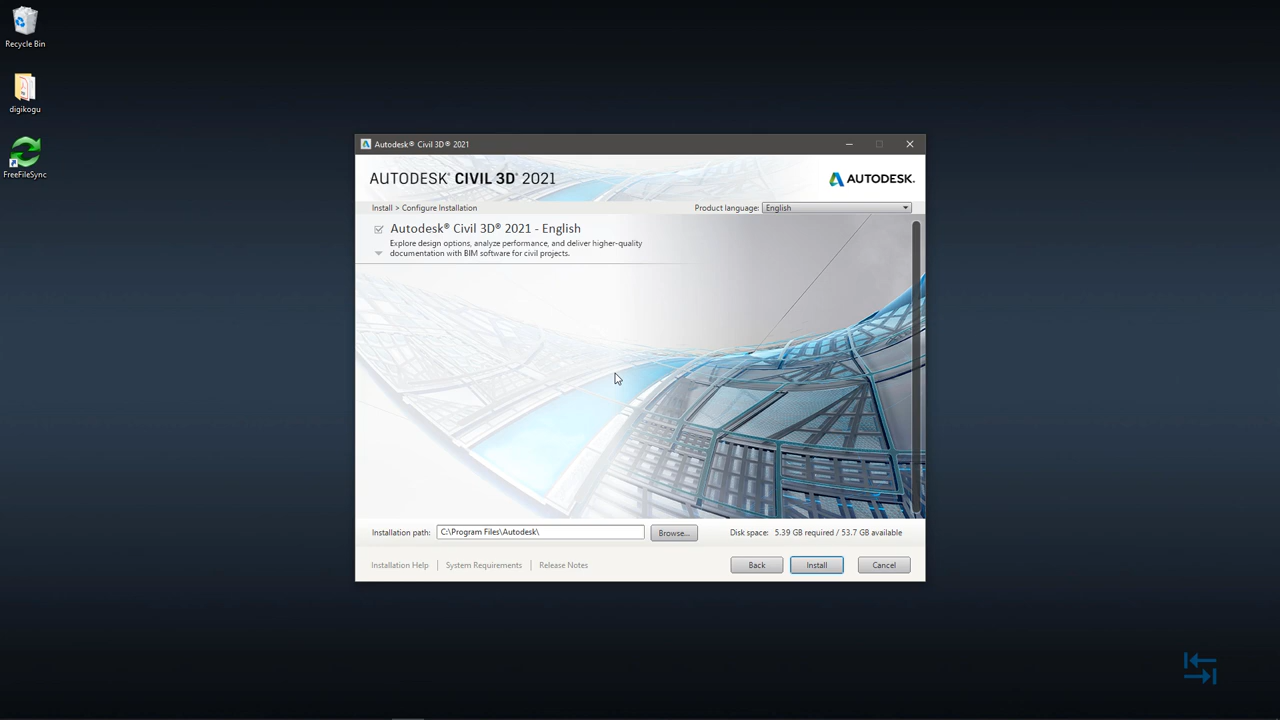 Recycle Bin
digikogu
FreeFileSync
Autodesk® Civil 3D® 2021
AUTODESK® CIVIL 3D® 2021
AUTODESK.
Install > Configure Installation
Product language: English
Autodesk® Civil 3D® 2021 - English
Explore design options, analyze performance, and deliver higher-quality
documentation with BIM software for civil projects.
Installation path: C:\Program Files\Autodesk\ Browse... Disk space: 5.39 GB required / 53.7 GB available
Installation Help | System Requirements | Release Notes Back Install Cancel